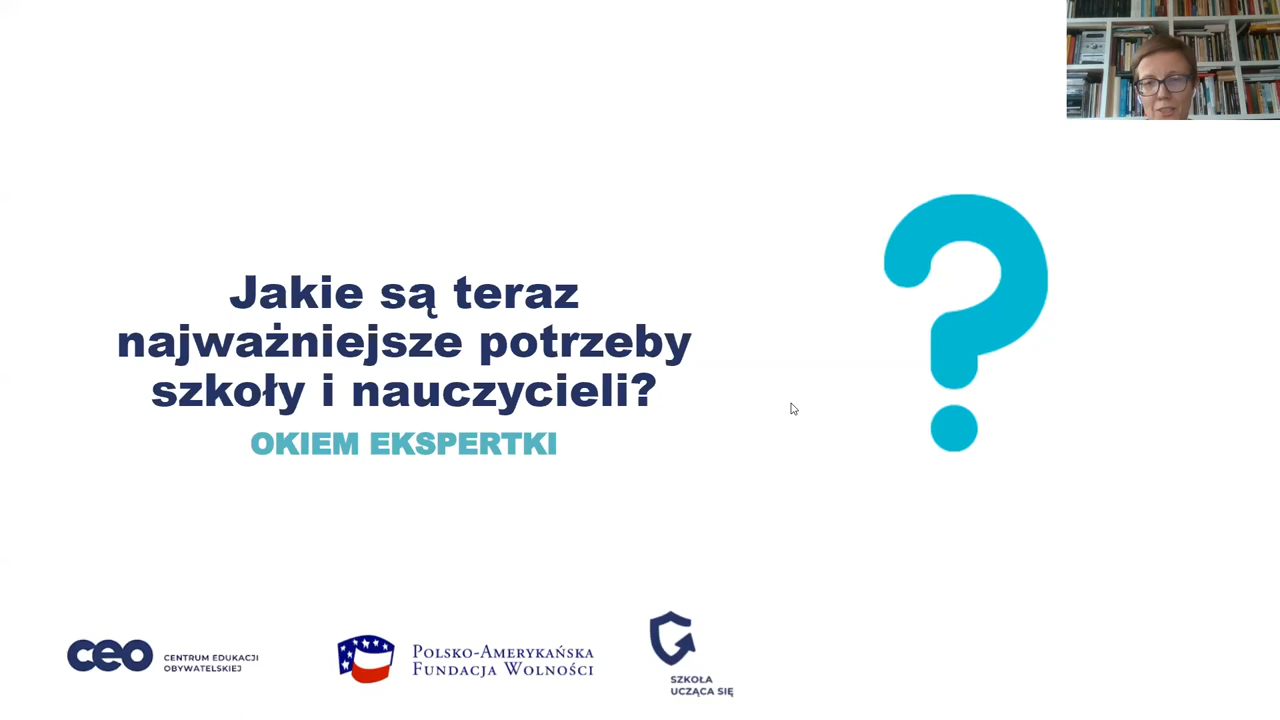 Jakie są teraz
najważniejsze potrzeby
szkoły i nauczycieli?
OKIEM EKSPERTKI
?
ceo
CENTRUM EDUKACJI
OBYWATELSKIEJ
POLSKO-AMERYKAŃSKA
FUNDACJA WOLNOŚCI
SZKOŁA
UCZĄCA SIĘ